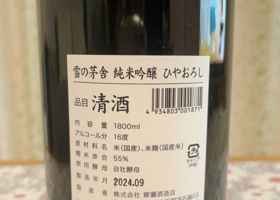 雪の茅舎 純米吟醸 ひやおろし
品目 清酒
4 934803 001871
内容量 1800ml
アルコール分 16度
原材料名 米(国産)、米麹(国産米)
精米歩合 55%
使用酵母 自社酵母
製造年月 2024.09
製造者 株式会社 齋彌酒造店